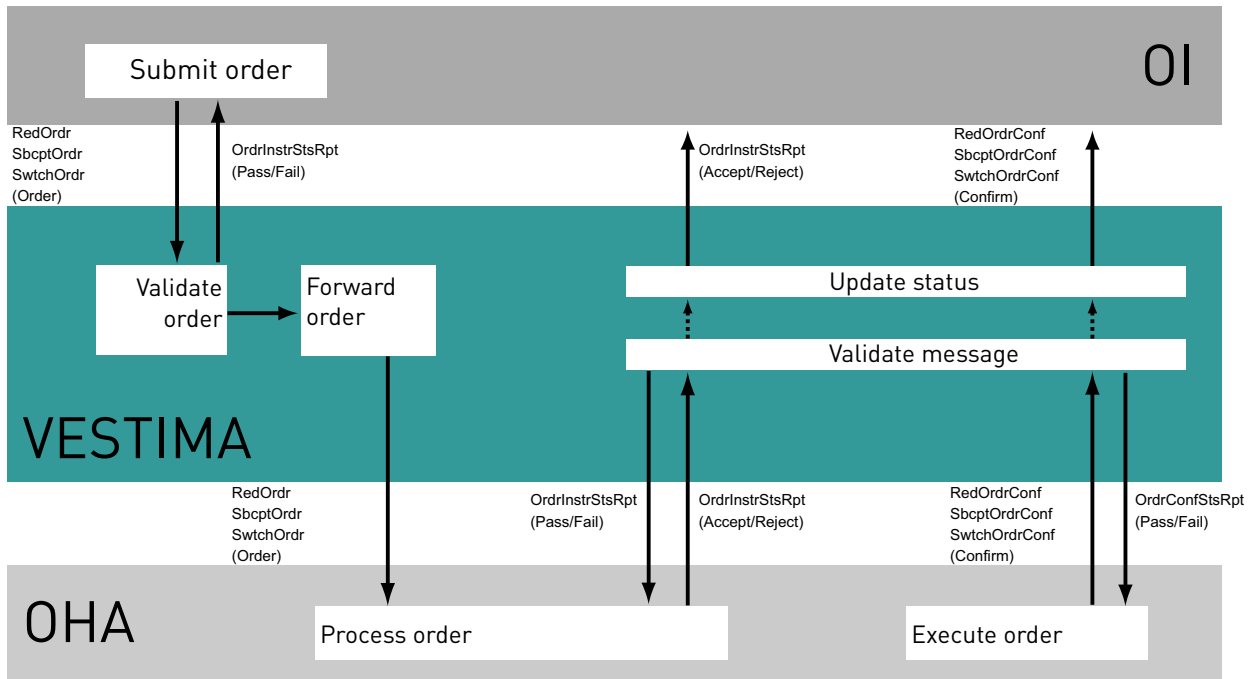 Submit order
OI
RedOrdr
SbcptOrdr
SwtchOrdr
(Order)
OrdrInstrStsRpt
(Pass/Fail)
OrdrInstrStsRpt
(Accept/Reject)
RedOrdrConf
SbcptOrdrConf
SwtchOrdrConf
(Confirm)
Validate
order
Forward
order
Update status
Validate message
VESTIMA
RedOrdr
SbcptOrdr
SwtchOrdr
(Order)
OrdrInstrStsRpt
(Pass/Fail)
OrdrInstrStsRpt
(Accept/Reject)
RedOrdrConf
SbcptOrdrConf
SwtchOrdrConf
(Confirm)
OrdrConfStsRpt
(Pass/Fail)
OHA
Process order
Execute order